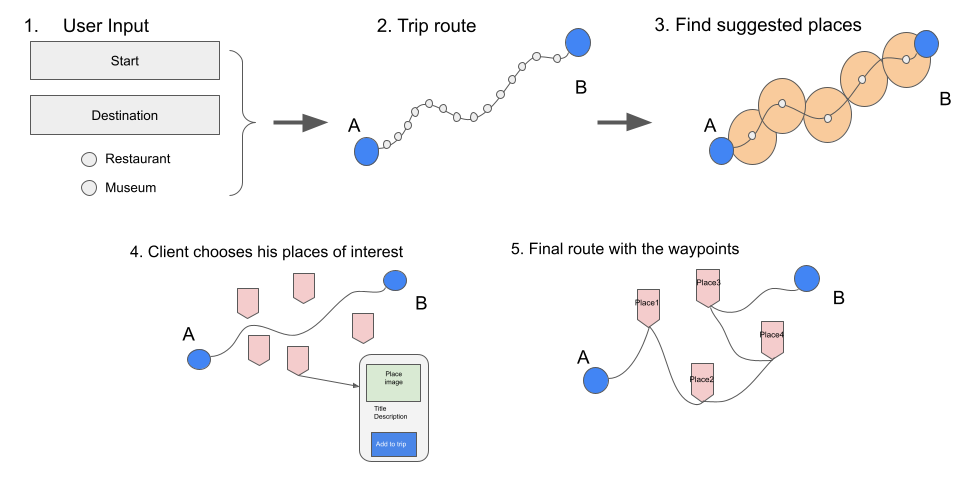 1. User Input
Start
Destination
Restaurant
Museum
2. Trip route
A
B
3. Find suggested places
A
B
4. Client chooses his places of interest
A
B
Place
image
Title
Description
Add to trip
5. Final route with the waypoints
A
B
Place1
Place3
Place4
Place2